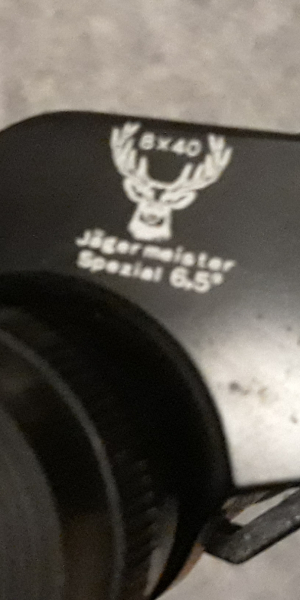 8x40
Jägermeister
Spezial 6,5°